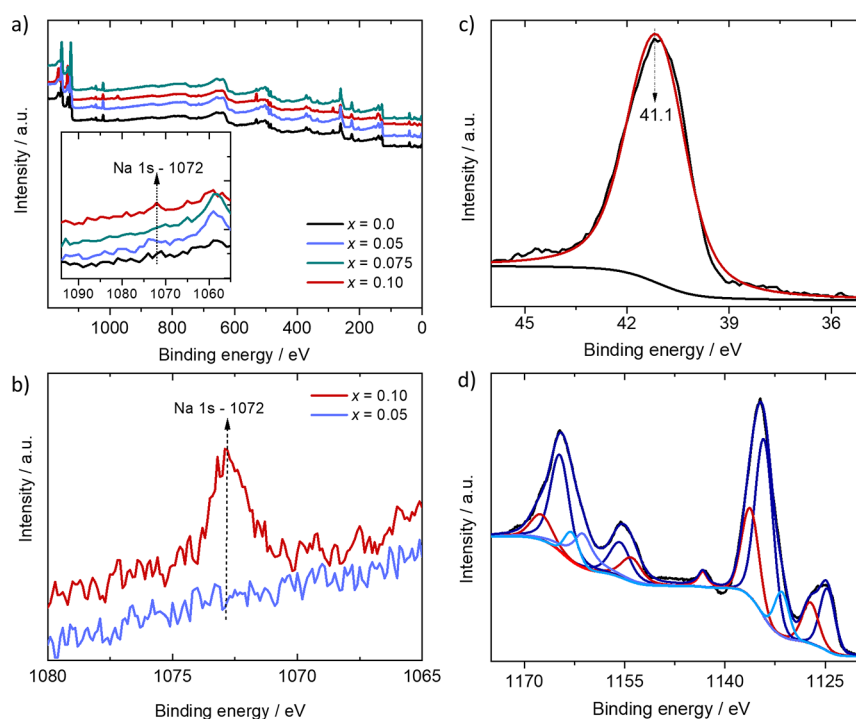 a)
Na 1s - 1072
x = 0.0
x = 0.05
x = 0.075
x = 0.10
1090 1080 1070 1060
1000 800 600 400 200 0
Binding energy / eV
Intensity / a.u.
c)
41.1
45 42 39 36
Binding energy / eV
Intensity / a.u.
b)
Na 1s - 1072
x = 0.10
x = 0.05
1080 1075 1070 1065
Binding energy / eV
Intensity / a.u.
d)
1170 1155 1140 1125
Binding energy / eV
Intensity / a.u.